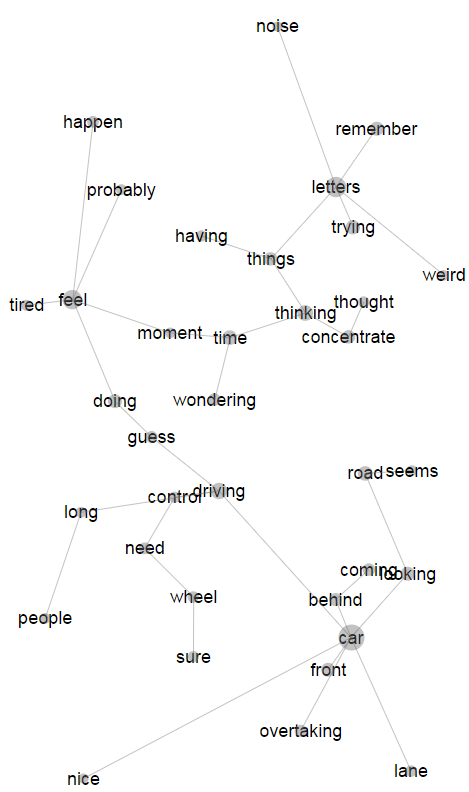 noise
happen
remember
probably
letters
trying
having
things
weird
tired
feel
thinking
thought
moment
time
concentrate
doing
wondering
guess
road
seems
control
driving
long
need
coming
looking
wheel
behind
people
car
sure
front
overtaking
nice
lane